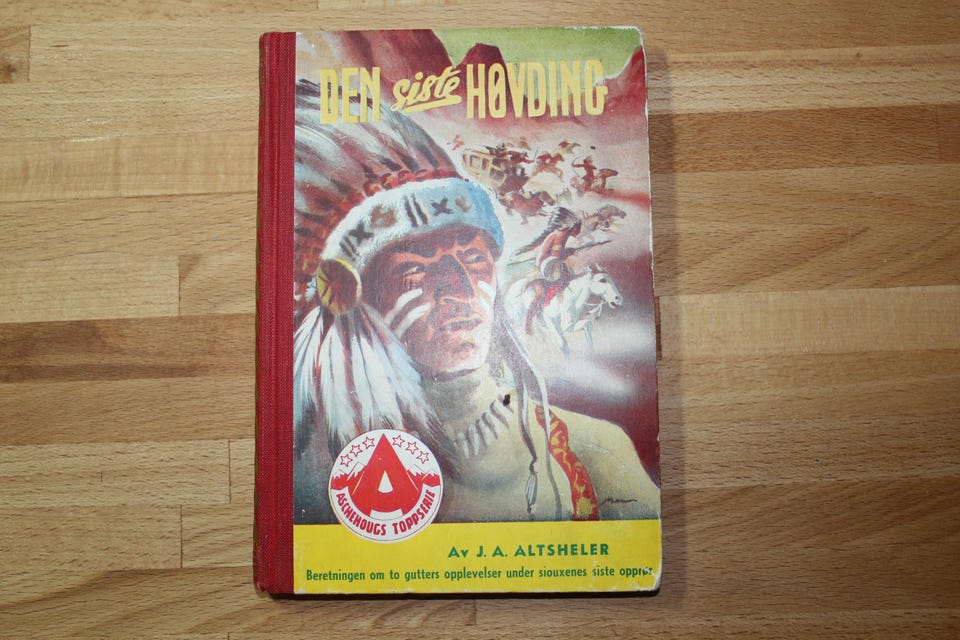 DEN siste HØVDING
ASCHEHOUGS TOPPSERIE
Av J. A. ALTSHELER
Beretningen om to gutters opplevelser under siouxenes siste opprør